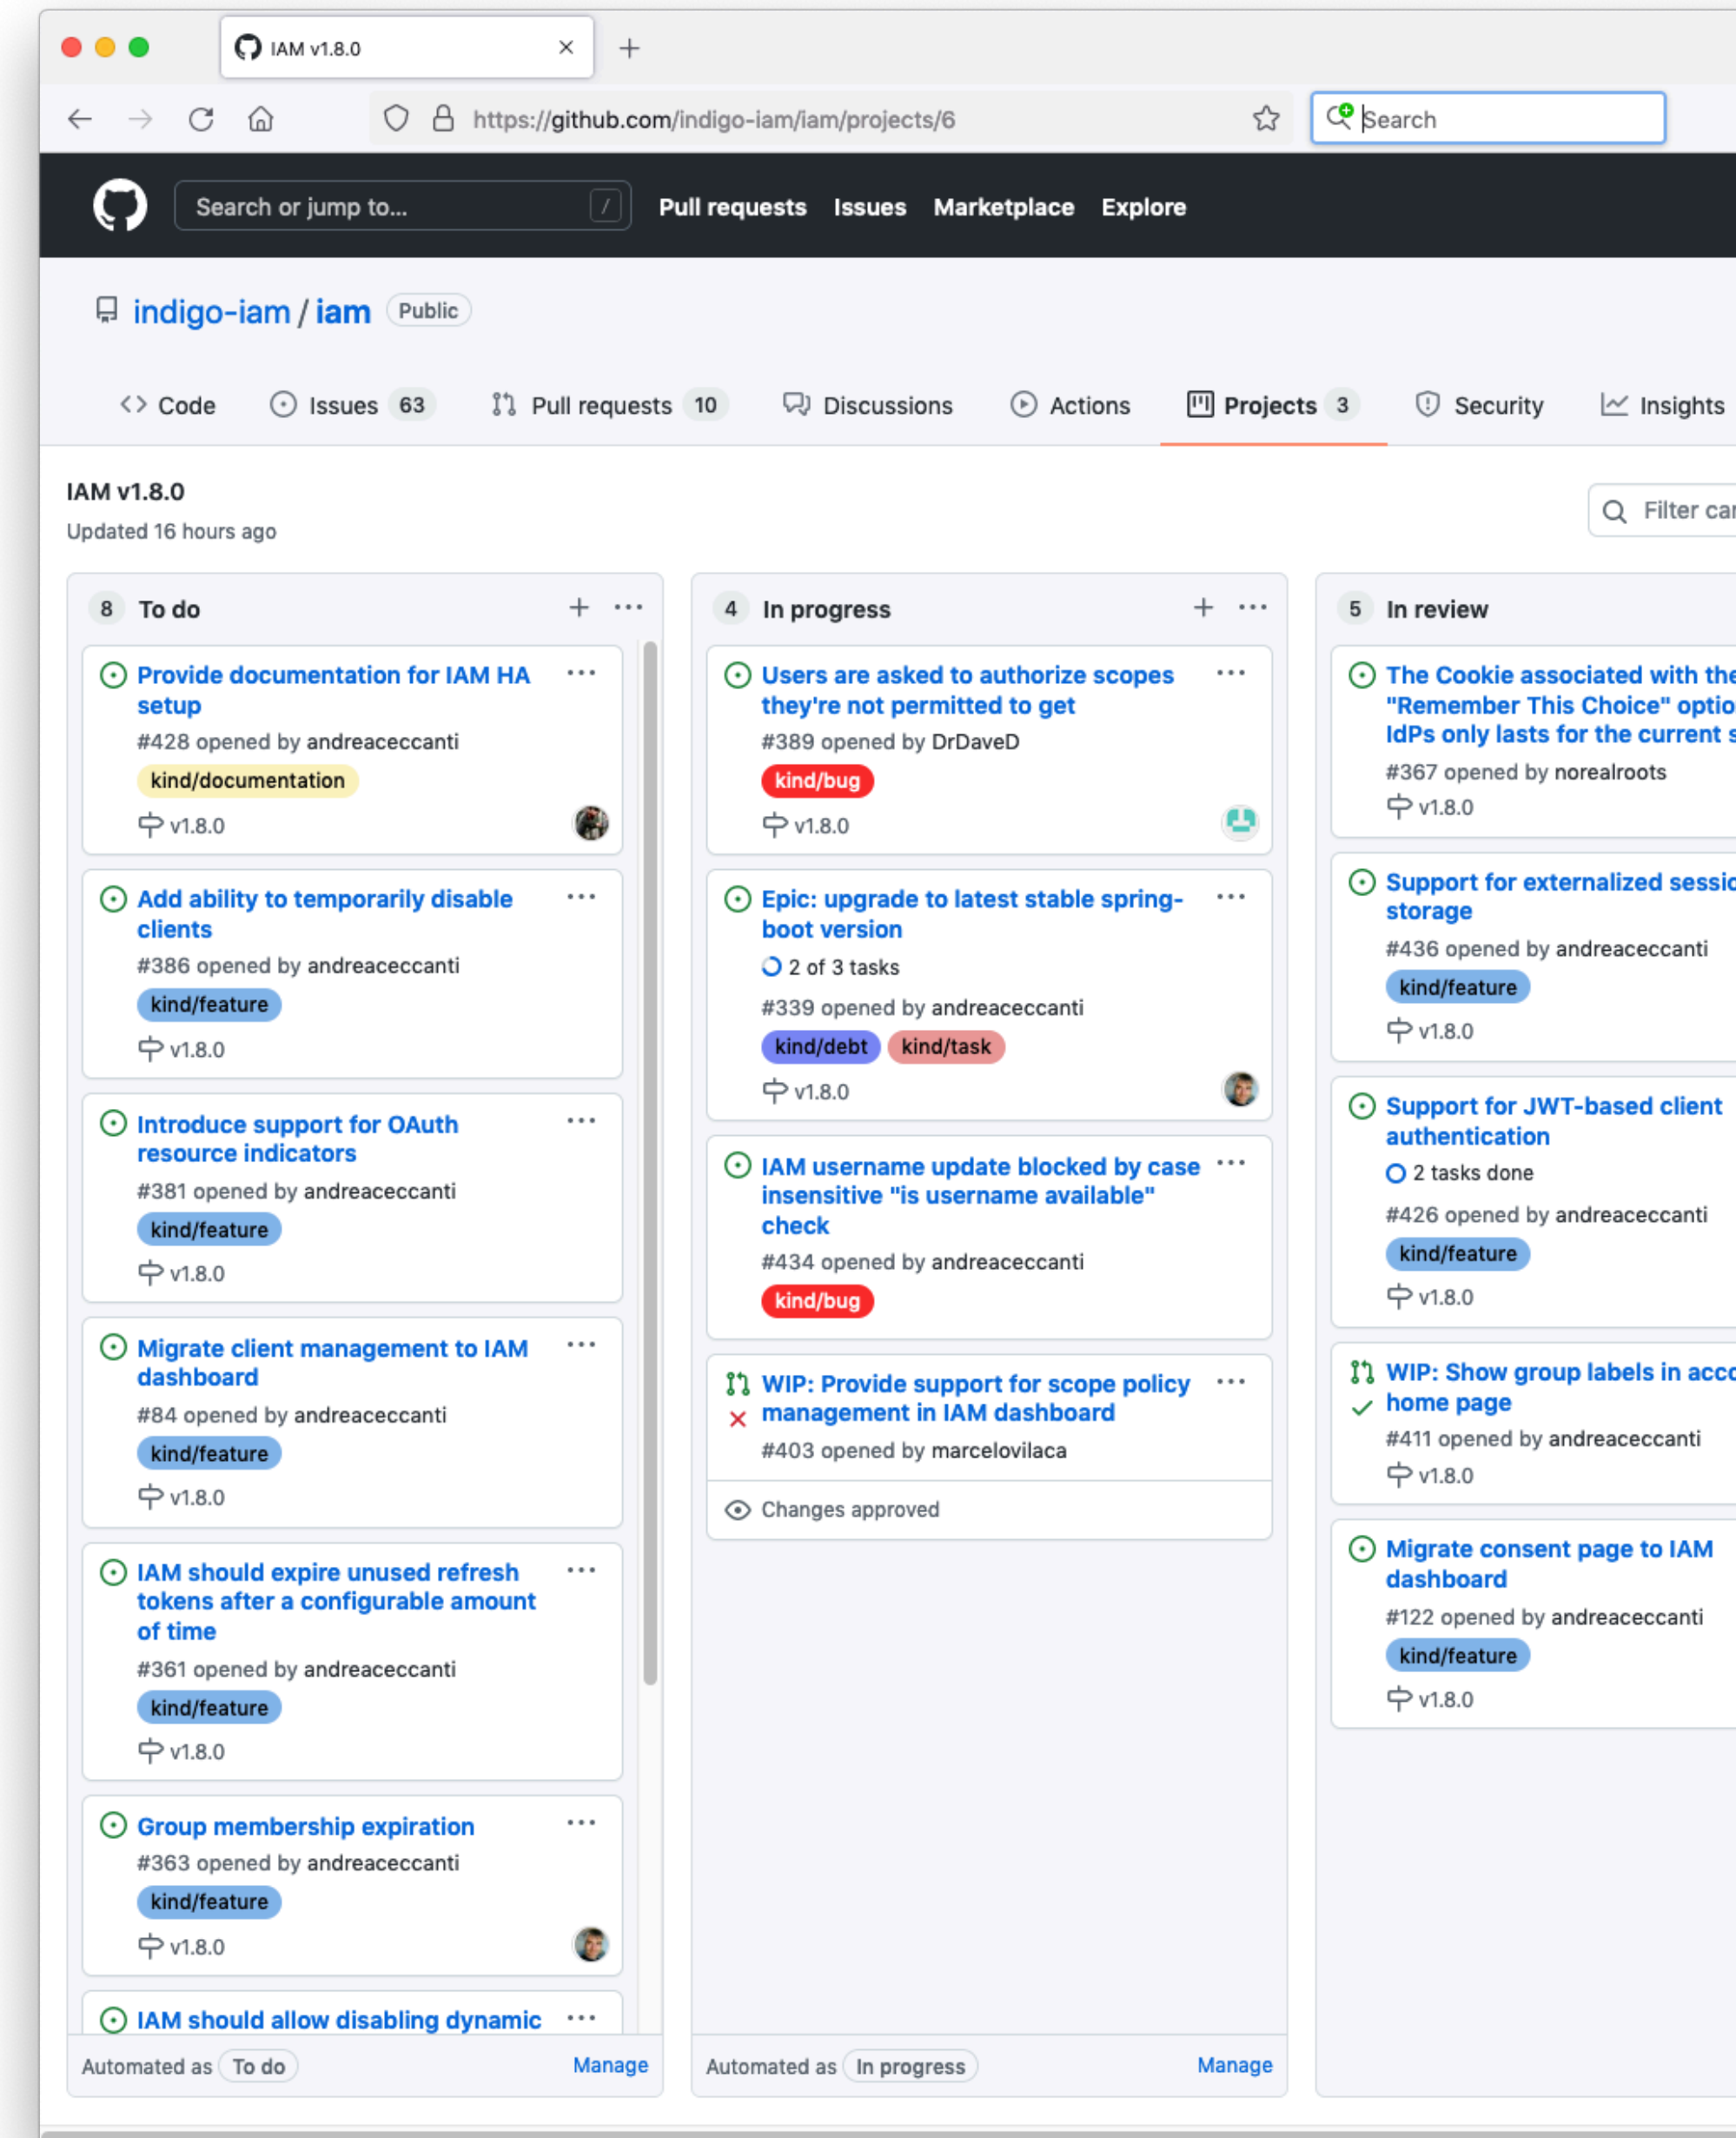 IAM v1.8.0
https://github.com/indigo-iam/iam/projects/6
Search
Search or jump to...
/
Pull requests Issues Marketplace Explore
indigo-iam / iam Public
Code Issues 63 Pull requests 10 Discussions Actions Projects 3 Security Insights
IAM v1.8.0
Updated 16 hours ago
Filter
8 To do
Provide documentation for IAM HA
setup
#428 opened by andreaceccanti
kind/documentation
v1.8.0
Add ability to temporarily disable
clients
#386 opened by andreaceccanti
kind/feature
v1.8.0
Introduce support for OAuth
resource indicators
#381 opened by andreaceccanti
kind/feature
v1.8.0
Migrate client management to IAM
dashboard
#84 opened by andreaceccanti
kind/feature
v1.8.0
IAM should expire unused refresh
tokens after a configurable amount
of time
#361 opened by andreaceccanti
kind/feature
v1.8.0
Group membership expiration
#363 opened by andreaceccanti
kind/feature
v1.8.0
IAM should allow disabling dynamic
Automated as To do Manage
4 In progress
Users are asked to authorize scopes
they're not permitted to get
#389 opened by DrDaveD
kind/bug
v1.8.0
Epic: upgrade to latest stable spring-
boot version
2 of 3 tasks
#339 opened by andreaceccanti
kind/debt kind/task
v1.8.0
IAM username update blocked by case
insensitive "is username available"
check
#434 opened by andreaceccanti
kind/bug
WIP: Provide support for scope policy
management in IAM dashboard
#403 opened by marcelovilaca
Changes approved
Automated as In progress Manage
5 In review
The Cookie associated with the
"Remember This Choice"
IdPs only lasts for the current
#367 opened by norealroots
v1.8.0
Support for externalized
storage
#436 opened by andreaceccanti
kind/feature
v1.8.0
Support for JWT-based client
authentication
2 tasks done
#426 opened by andreaceccanti
kind/feature
v1.8.0
WIP: Show group labels in
home page
#411 opened by andreaceccanti
v1.8.0
Migrate consent page to IAM
dashboard
#122 opened by andreaceccanti
kind/feature
v1.8.0